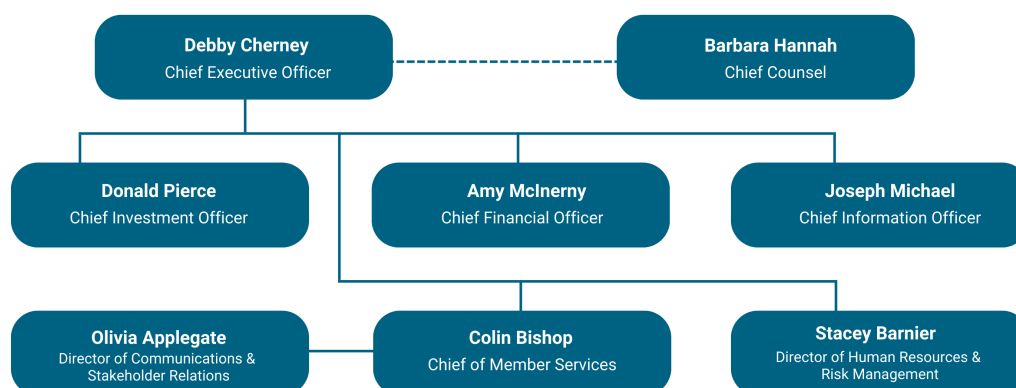 Debby Cherney
Chief Executive Officer
Barbara Hannah
Chief Counsel
Donald Pierce
Chief Investment Officer
Amy McInerny
Chief Financial Officer
Joseph Michael
Chief Information Officer
Olivia Applegate
Director of Communications &
Stakeholder Relations
Colin Bishop
Chief of Member Services
Stacey Barnier
Director of Human Resources &
Risk Management